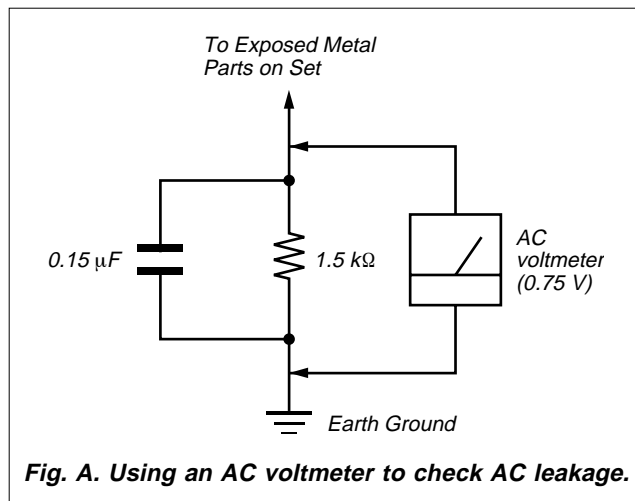 To Exposed Metal
Parts on Set
0.15 µF
1.5 kΩ
AC
voltmeter
(0.75 V)
Earth Ground
Fig. A. Using an AC voltmeter to check AC leakage.